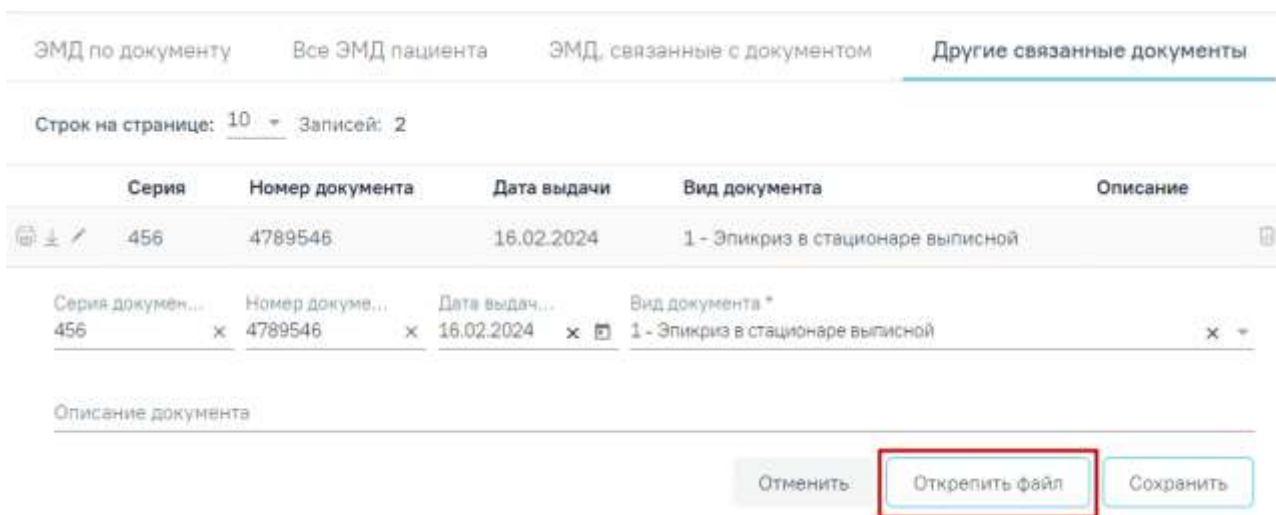 ЭМД по документу Все ЭМД пациента ЭМД, связанные с документом Другие связанные документы
Строк на странице: 10 Записей: 2
Серия Номер документа Дата выдачи Вид документа Описание
456 4789546 16.02.2024 1 - Эпикриз в стационаре выписной
Серия докумен... Номер докуме... Дата выдач... Вид документа *
456 4789546 16.02.2024 1 - Эпикриз в стационаре выписной
Описание документа
Отменить Открепить файл Сохранить